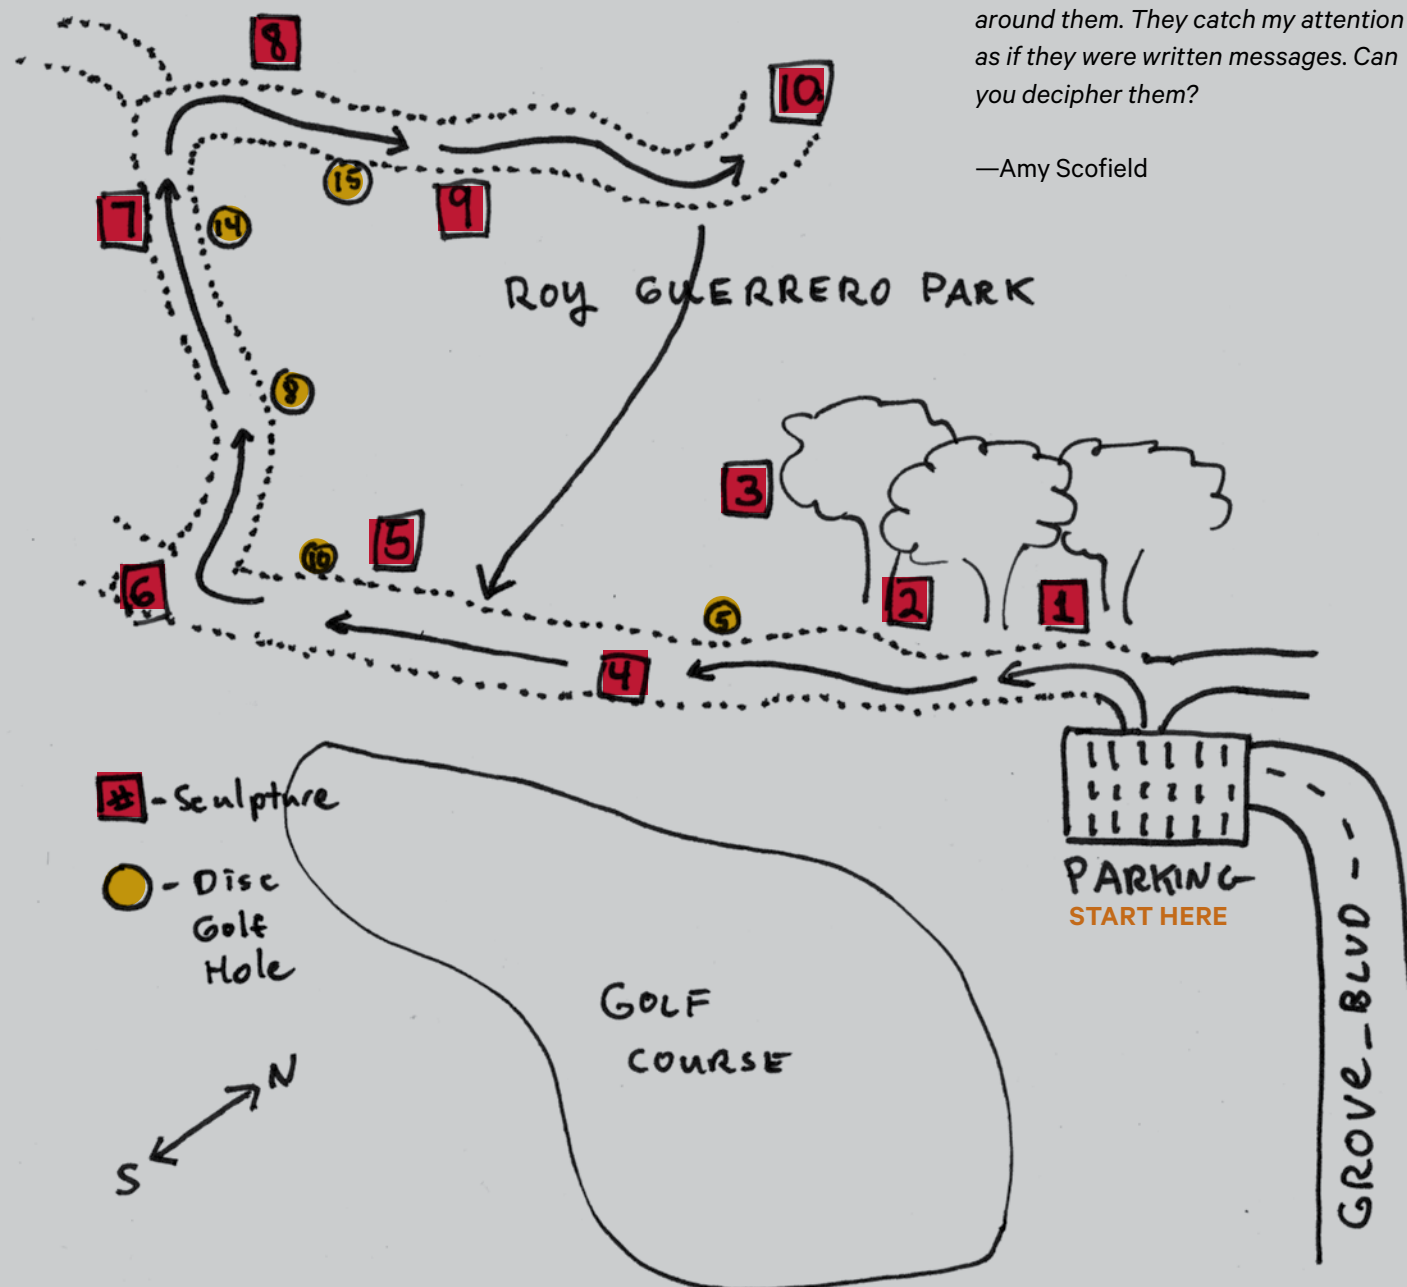 around them. They catch my attention
as if they were written messages. Can
you decipher them?
—Amy Scofield
8
10
15
9
7
14
ROY GUERRERO PARK
8
3
5
10
6
2
1
5
4
# - Sculpture
- Disc
Golf
Hole
PARKING
START HERE
GROVE BLVD
GOLF
COURSE
N
S